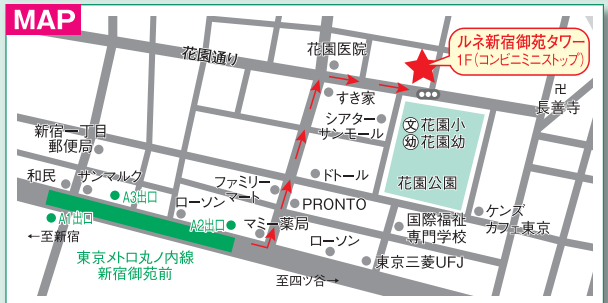 MAP
花園通り
花園医院
ルネ新宿御苑タワー
1F(コンビニミニストップ)
卍
長善寺
すき家
シアター
サンモール
文花園小
幼花園幼
花園公園
新宿一丁目
郵便局
和民
サンマルク
A3出口
ローソン
ファミリー
マート
ドトール
PRONTO
A1出口
A2出口
マミー薬局
ローソン
国際福祉
専門学校
ケンズ
カフェ東京
東京三菱UFJ
←至新宿
東京メトロ丸ノ内線
新宿御苑前
至四ツ谷→